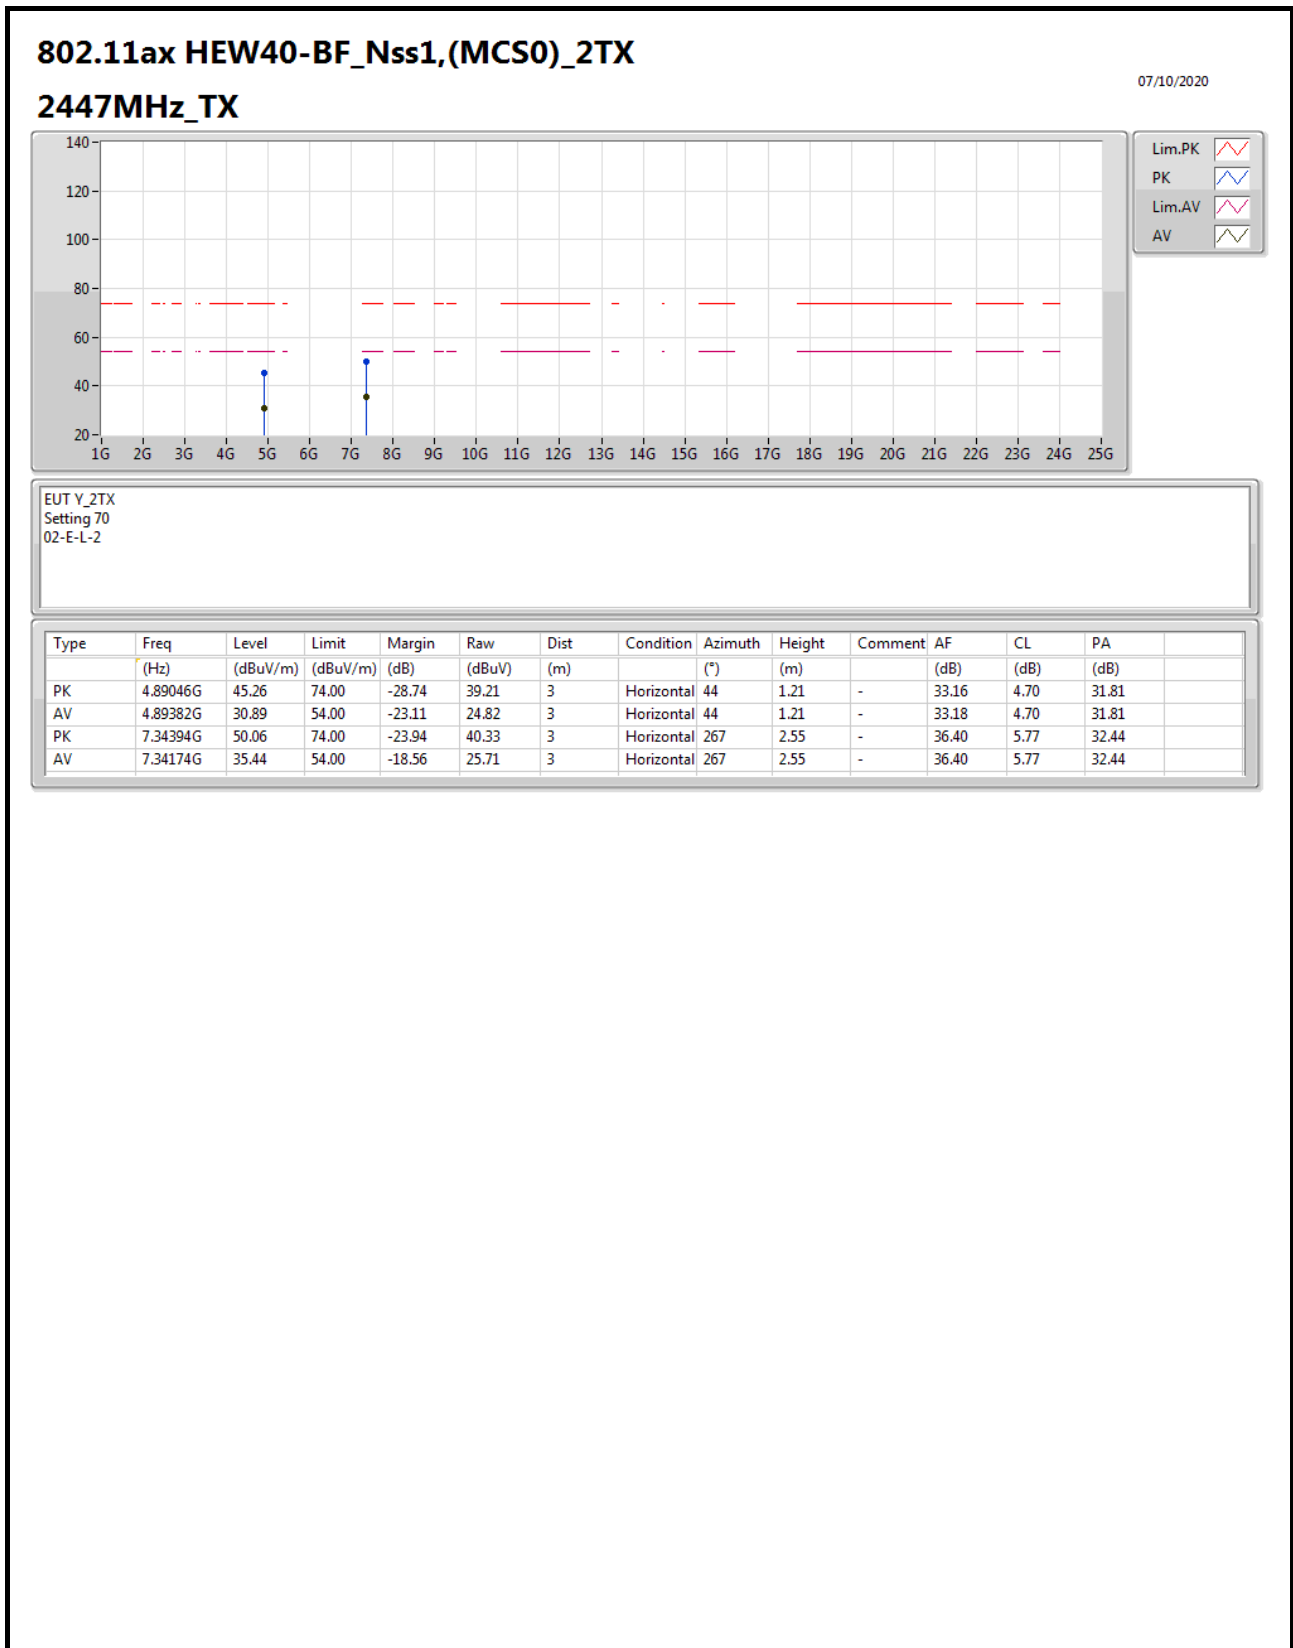 802.11ax HEW40-BF_Nss1,(MCS0)_2TX
07/10/2020
2447MHz_TX
140
120
100
80
60
40
20
1G 2G 3G 4G 5G 6G 7G 8G 9G 10G 11G 12G 13G 14G 15G 16G 17G 18G 19G 20G 21G 22G 23G 24G 25G
Lim.PK
PK
Lim.AV
AV
EUT Y_2TX
Setting 70
02-E-L-2
Type Freq Level Limit Margin Raw Dist Condition Azimuth Height Comment AF CL PA
(Hz) (dBuV/m) (dBuV/m) (dB) (dBuV) (m) (°) (m) (dB) (dB) (dB)
PK 4.89046G 45.26 74.00 -28.74 39.21 3 Horizontal 44 1.21 - 33.16 4.70 31.81
AV 4.89382G 30.89 54.00 -23.11 24.82 3 Horizontal 44 1.21 - 33.18 4.70 31.81
PK 7.34394G 50.06 74.00 -23.94 40.33 3 Horizontal 267 2.55 - 36.40 5.77 32.44
AV 7.34174G 35.44 54.00 -18.56 25.71 3 Horizontal 267 2.55 - 36.40 5.77 32.44